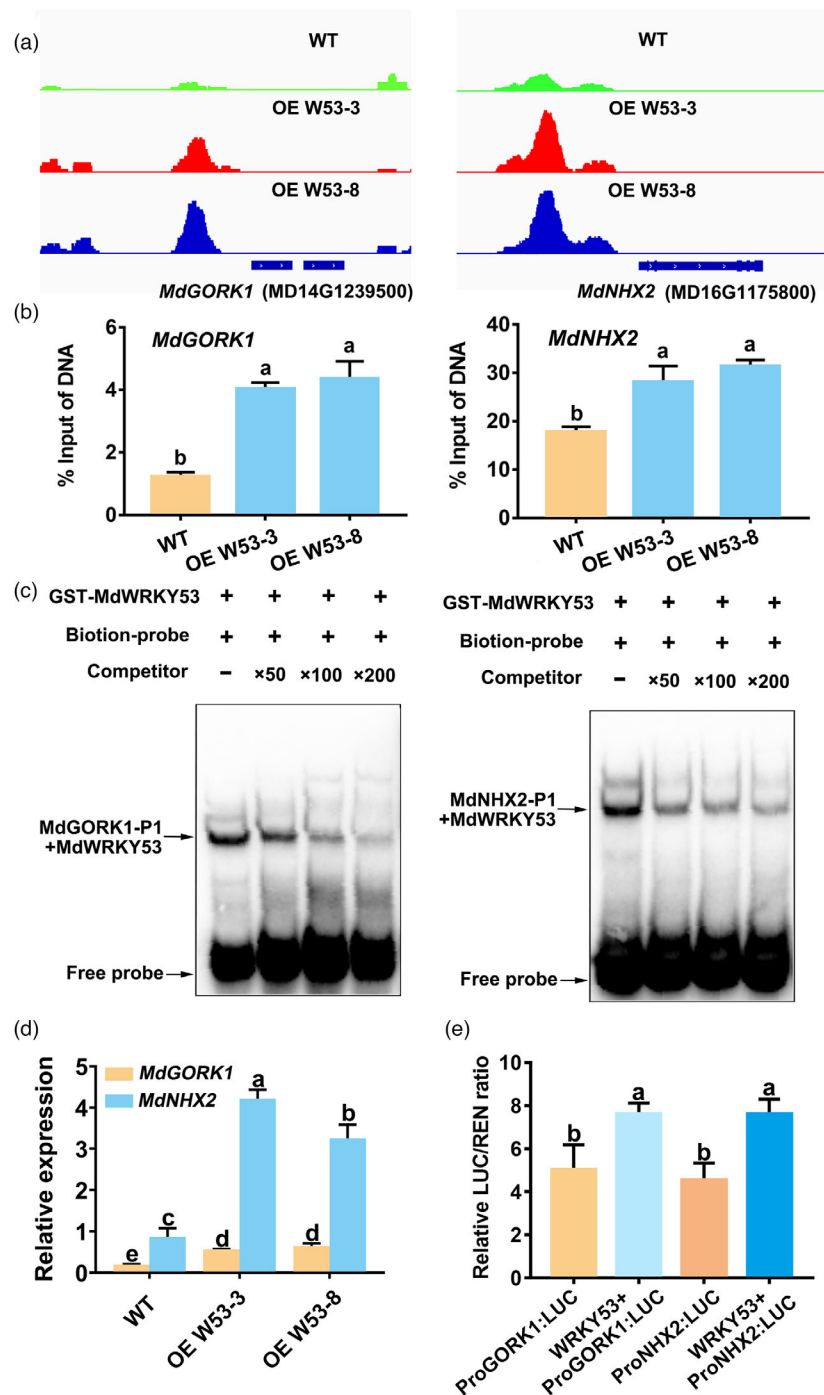 (a)
WT
OE W53-3
OE W53-8
MdGORK1 (MD14G1239500)
WT
OE W53-3
OE W53-8
MdNHX2 (MD16G1175800)
(b)
MdGORK1
% Input of DNA
6
4
2
0
b
a
a
WT
OE W53-3
OE W53-8
MdNHX2
% Input of DNA
40
30
20
10
0
b
a
a
WT
OE W53-3
OE W53-8
(c)
GST-MdWRKY53 + + + +
Biotion-probe + + + +
Competitor – ×50 ×100 ×200
MdGORK1-P1
+MdWRKY53
Free probe
GST-MdWRKY53 + + + +
Biotion-probe + + + +
Competitor – ×50 ×100 ×200
MdNHX2-P1
+MdWRKY53
Free probe
(d)
Relative expression
5
4
3
2
1
0
MdGORK1
MdNHX2
e
c
d
a
d
b
WT
OE W53-3
OE W53-8
(e)
Relative LUC/REN ratio
10
8
6
4
2
0
b
a
b
a
ProGORK1:LUC
WRKY53+
ProGORK1:LUC
ProNHX2:LUC
WRKY53+
ProNHX2:LUC